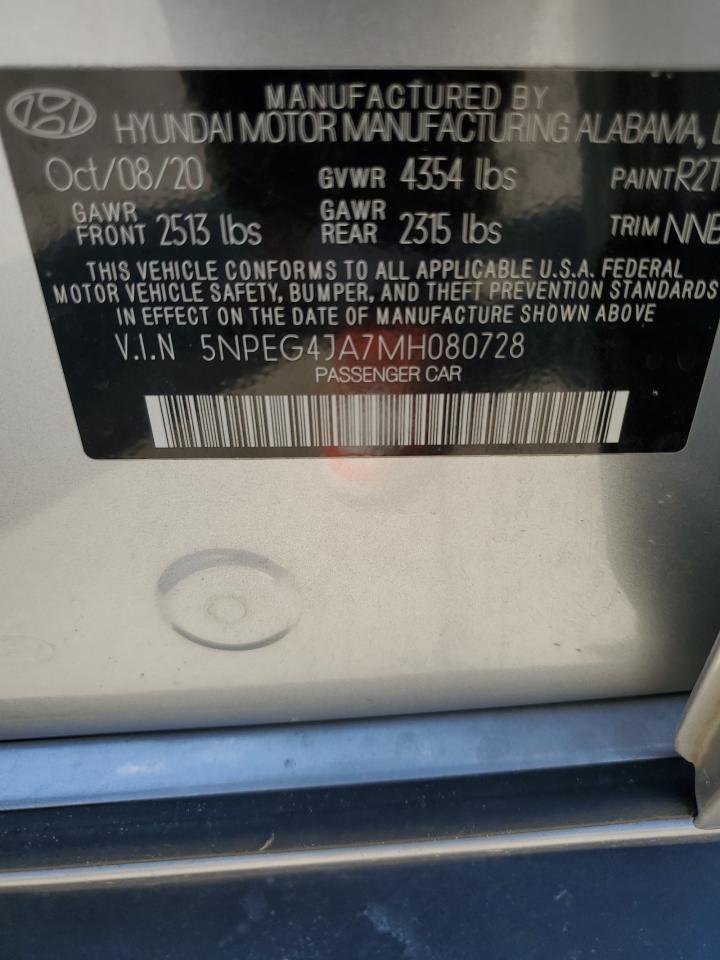 MANUFACTURED BY
HYUNDAI MOTOR MANUFACTURING ALABAMA,
Oct/08/20 GVWR 4354 lbs PAINT R2T
GAWR FRONT 2513 lbs GAWR REAR 2315 lbs TRIM NNB
THIS VEHICLE CONFORMS TO ALL APPLICABLE U.S.A. FEDERAL
MOTOR VEHICLE SAFETY, BUMPER, AND THEFT PREVENTION STANDARDS
IN EFFECT ON THE DATE OF MANUFACTURE SHOWN ABOVE
V.I.N 5NPEG4JA7MH080728
PASSENGER CAR